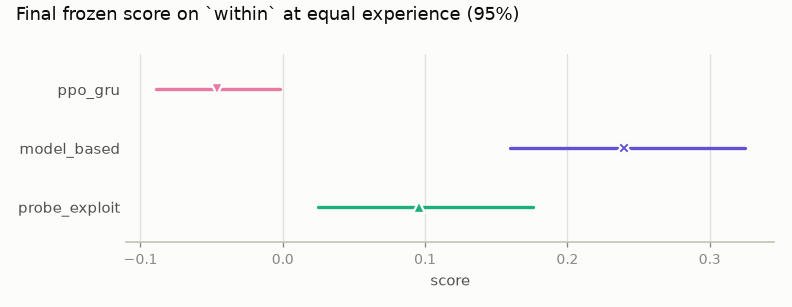 Final frozen score on `within` at equal experience (95%)
ppo_gru
model_based
probe_exploit
−0.1 0.0 0.1 0.2 0.3
score